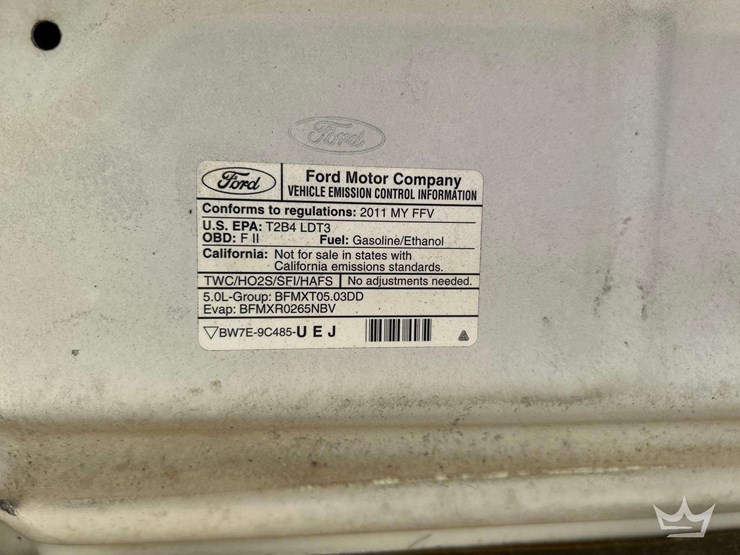 Ford
Ford
Ford Motor Company
VEHICLE EMISSION CONTROL INFORMATION
Conforms to regulations: 2011 MY FFV
U.S. EPA: T2B4 LDT3
OBD: F II Fuel: Gasoline/Ethanol
California: Not for sale in states with
California emissions standards.
TWC/HO2S/SFI/HAFS No adjustments needed.
5.0L-Group: BFMXT05.03DD
Evap: BFMXR0265NBV
BW7E-9C485-UEJ